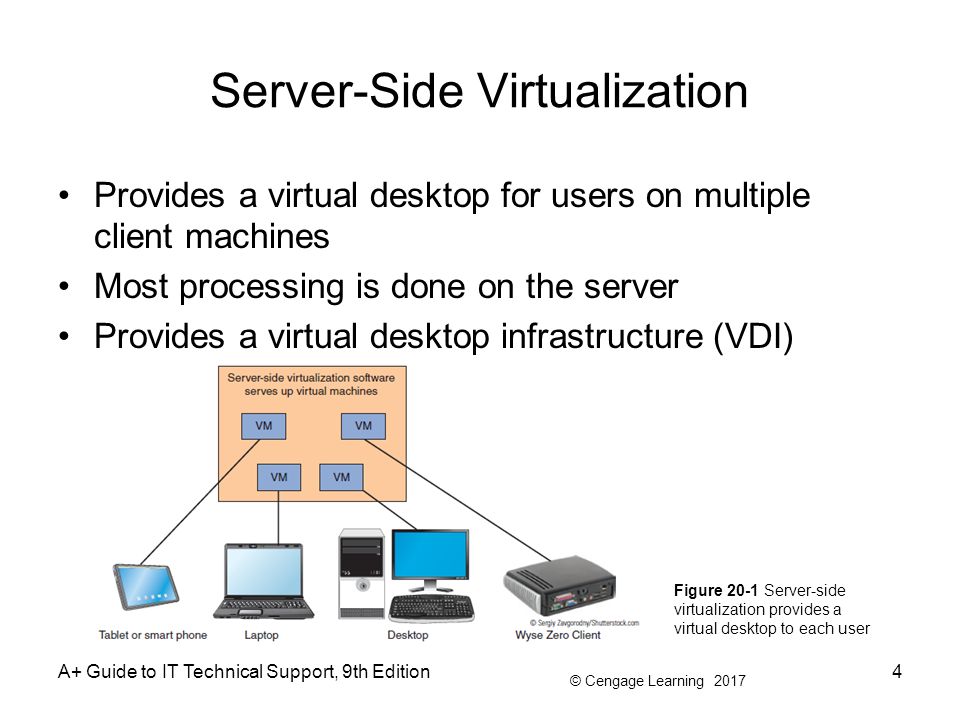 Server-Side Virtualization
• Provides a virtual desktop for users on multiple
client machines
• Most processing is done on the server
• Provides a virtual desktop infrastructure (VDI)
Server-side virtualization software
serves up virtual machines
VM VM
VM VM
Tablet or smart phone Laptop Desktop Wyse Zero Client
© Sergiy Zavgorodny/Shutterstock.com
Figure 20-1 Server-side
virtualization provides a
virtual desktop to each user
A+ Guide to IT Technical Support, 9th Edition
© Cengage Learning 2017
4